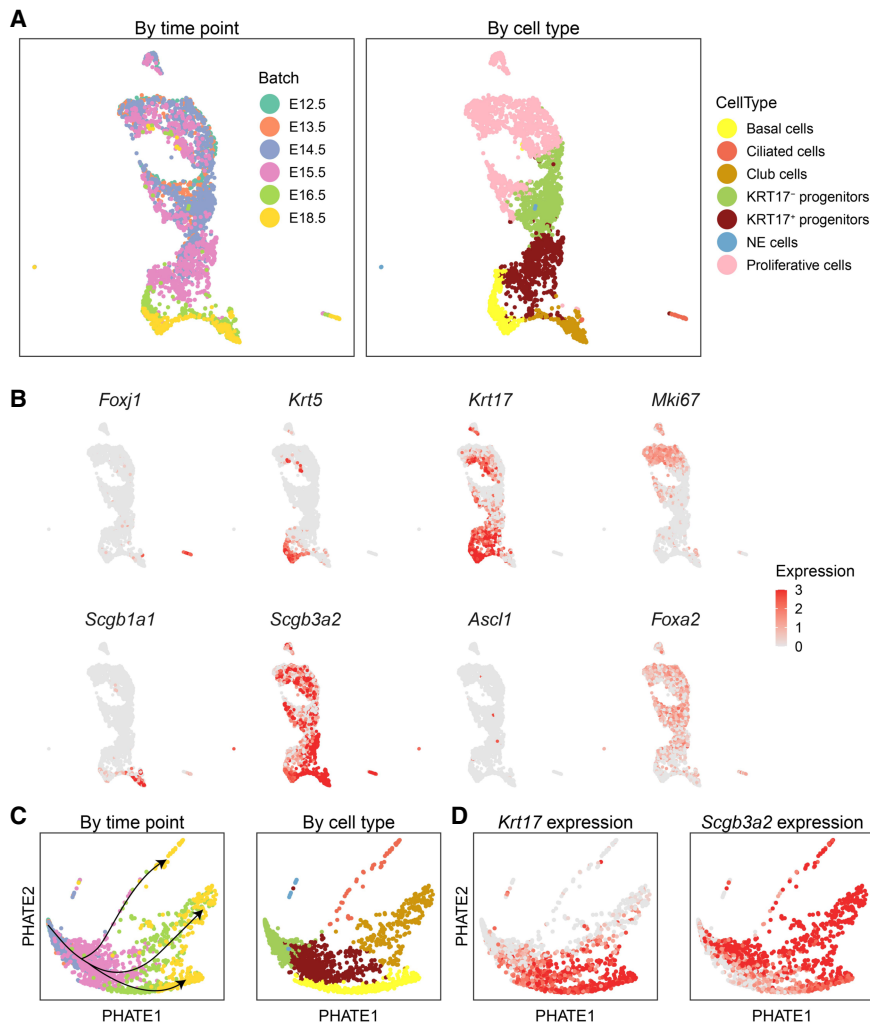 A
By time point
By cell type
Batch
E12.5
E13.5
E14.5
E15.5
E16.5
E18.5
CellType
Basal cells
Ciliated cells
Club cells
KRT17⁻ progenitors
KRT17⁺ progenitors
NE cells
Proliferative cells
B
Foxj1
Krt5
Krt17
Mki67
Scgb1a1
Scgb3a2
Ascl1
Foxa2
Expression
3
2
1
0
C
By time point
By cell type
PHATE2
PHATE1
PHATE1
D
Krt17 expression
Scgb3a2 expression
PHATE1
PHATE1